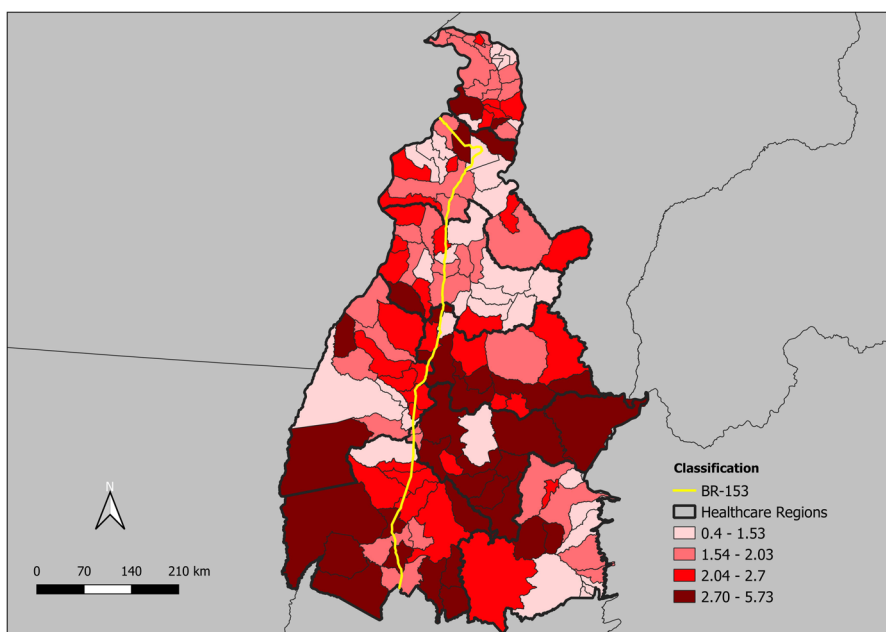 Classification
BR-153
Healthcare Regions
0.4 - 1.53
1.54 - 2.03
2.04 - 2.7
2.70 - 5.73
N
0 70 140 210 km